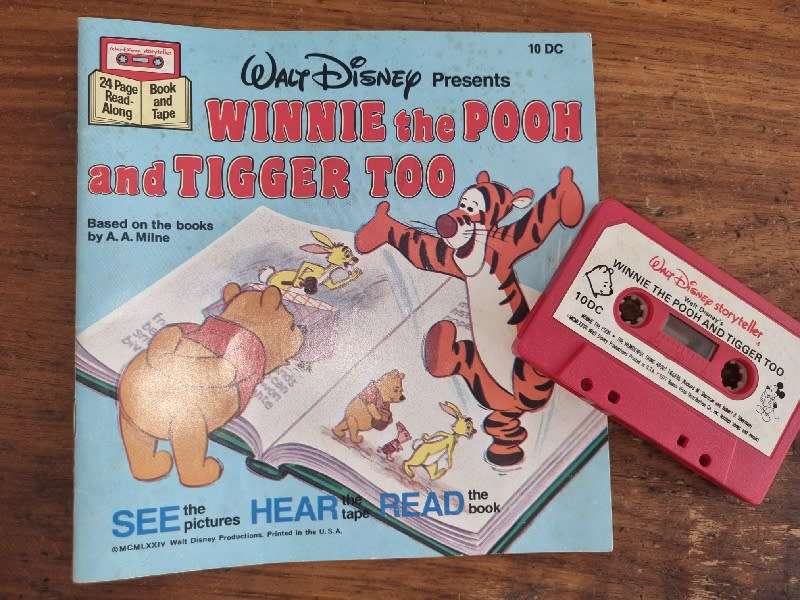 Walt Disney storyteller
24 Page
Read-
Along
Book
and
Tape
10 DC
Walt Disney Presents
WINNIE the POOH
and TIGGER TOO
Based on the books
by A. A. Milne
SEE the pictures HEAR the tape READ the book
©MCMLXXIV Walt Disney Productions. Printed in the U.S.A.
Walt Disney storyteller
Walt Disney's
WINNIE THE POOH AND TIGGER TOO
10DC